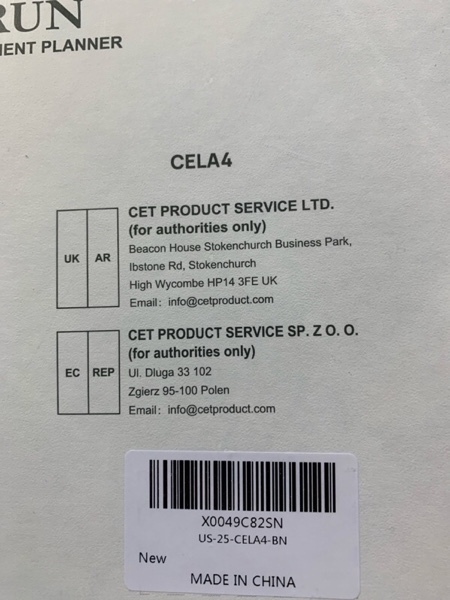 RUN
MENT PLANNER
CELA4
UK AR
CET PRODUCT SERVICE LTD.
(for authorities only)
Beacon House Stokenchurch Business Park,
Ibstone Rd, Stokenchurch
High Wycombe HP14 3FE UK
Email: info@cetproduct.com
EC REP
CET PRODUCT SERVICE SP. Z O. O.
(for authorities only)
Ul. Dluga 33 102
Zgierz 95-100 Polen
Email: info@cetproduct.com
X0049C82SN
US-25-CELA4-BN
New
MADE IN CHINA